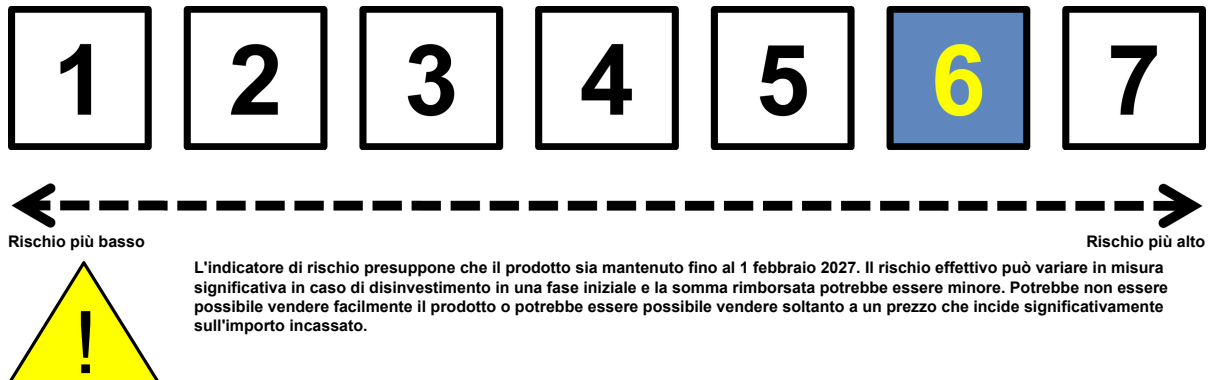 1 2 3 4 5 6 7
Rischio più basso Rischio più alto
L'indicatore di rischio presuppone che il prodotto sia mantenuto fino al 1 febbraio 2027. Il rischio effettivo può variare in misura
significativa in caso di disinvestimento in una fase iniziale e la somma rimborsata potrebbe essere minore. Potrebbe non essere
possibile vendere facilmente il prodotto o potrebbe essere possibile vendere soltanto a un prezzo che incide significativamente
sull'importo incassato.
!